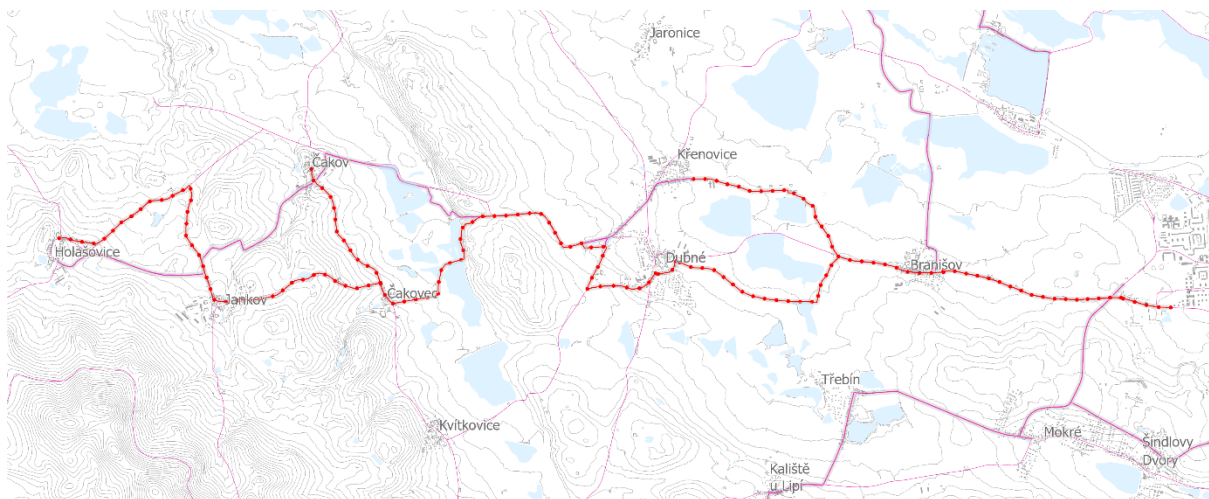 Jaronice
Křenovice
Čakov
Holašovice
Dubné
Branišov
Jankov
Čakovec
Třebín
Kvítkovice
Mokré
Šindlovy
Dvory
Kaliště
u Lipí